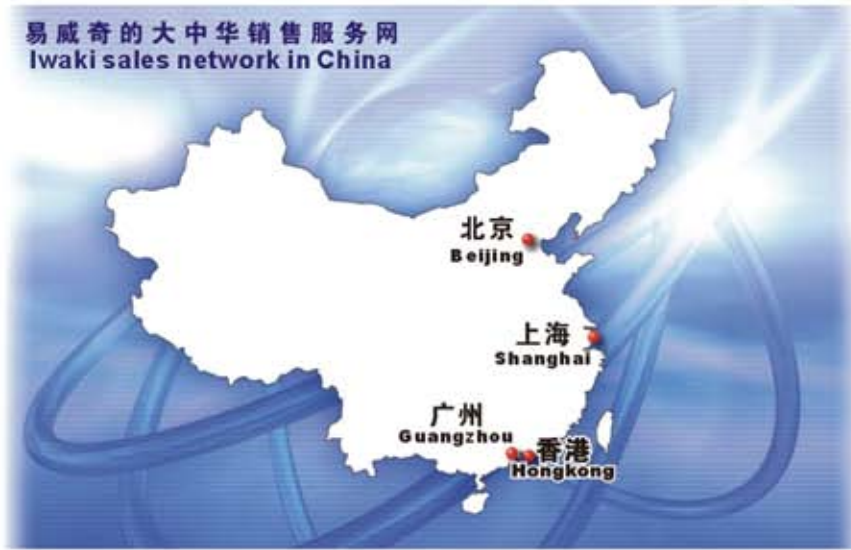 易威奇的大中华销售服务网
Iwaki sales network in China
北京
Beijing
上海
Shanghai
广州
Guangzhou
香港
Hongkong